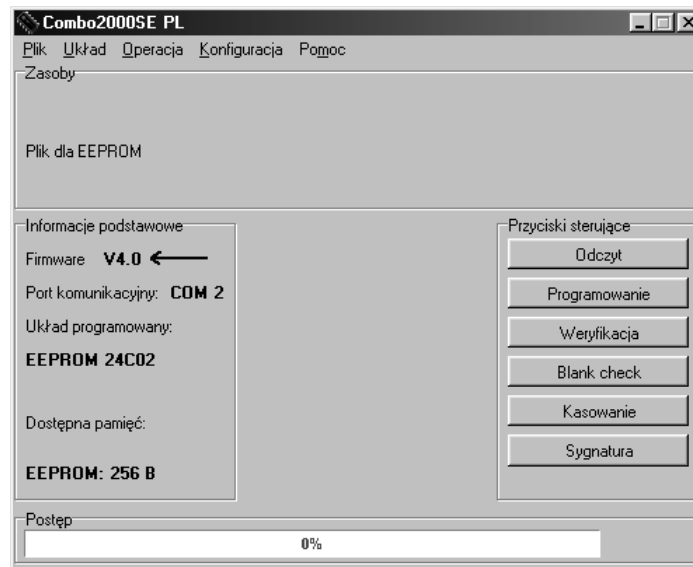 Combo2000SE PL
Plik Układ Operacja Konfiguracja Pomoc
Zasoby
Plik dla EEPROM
Informacje podstawowe
Firmware V4.0
Port komunikacyjny: COM 2
Układ programowany:
EEPROM 24C02
Dostępna pamięć:
EEPROM: 256 B
Przyciski sterujące
Odczyt
Programowanie
Weryfikacja
Blank check
Kasowanie
Sygnatura
Postęp
0%